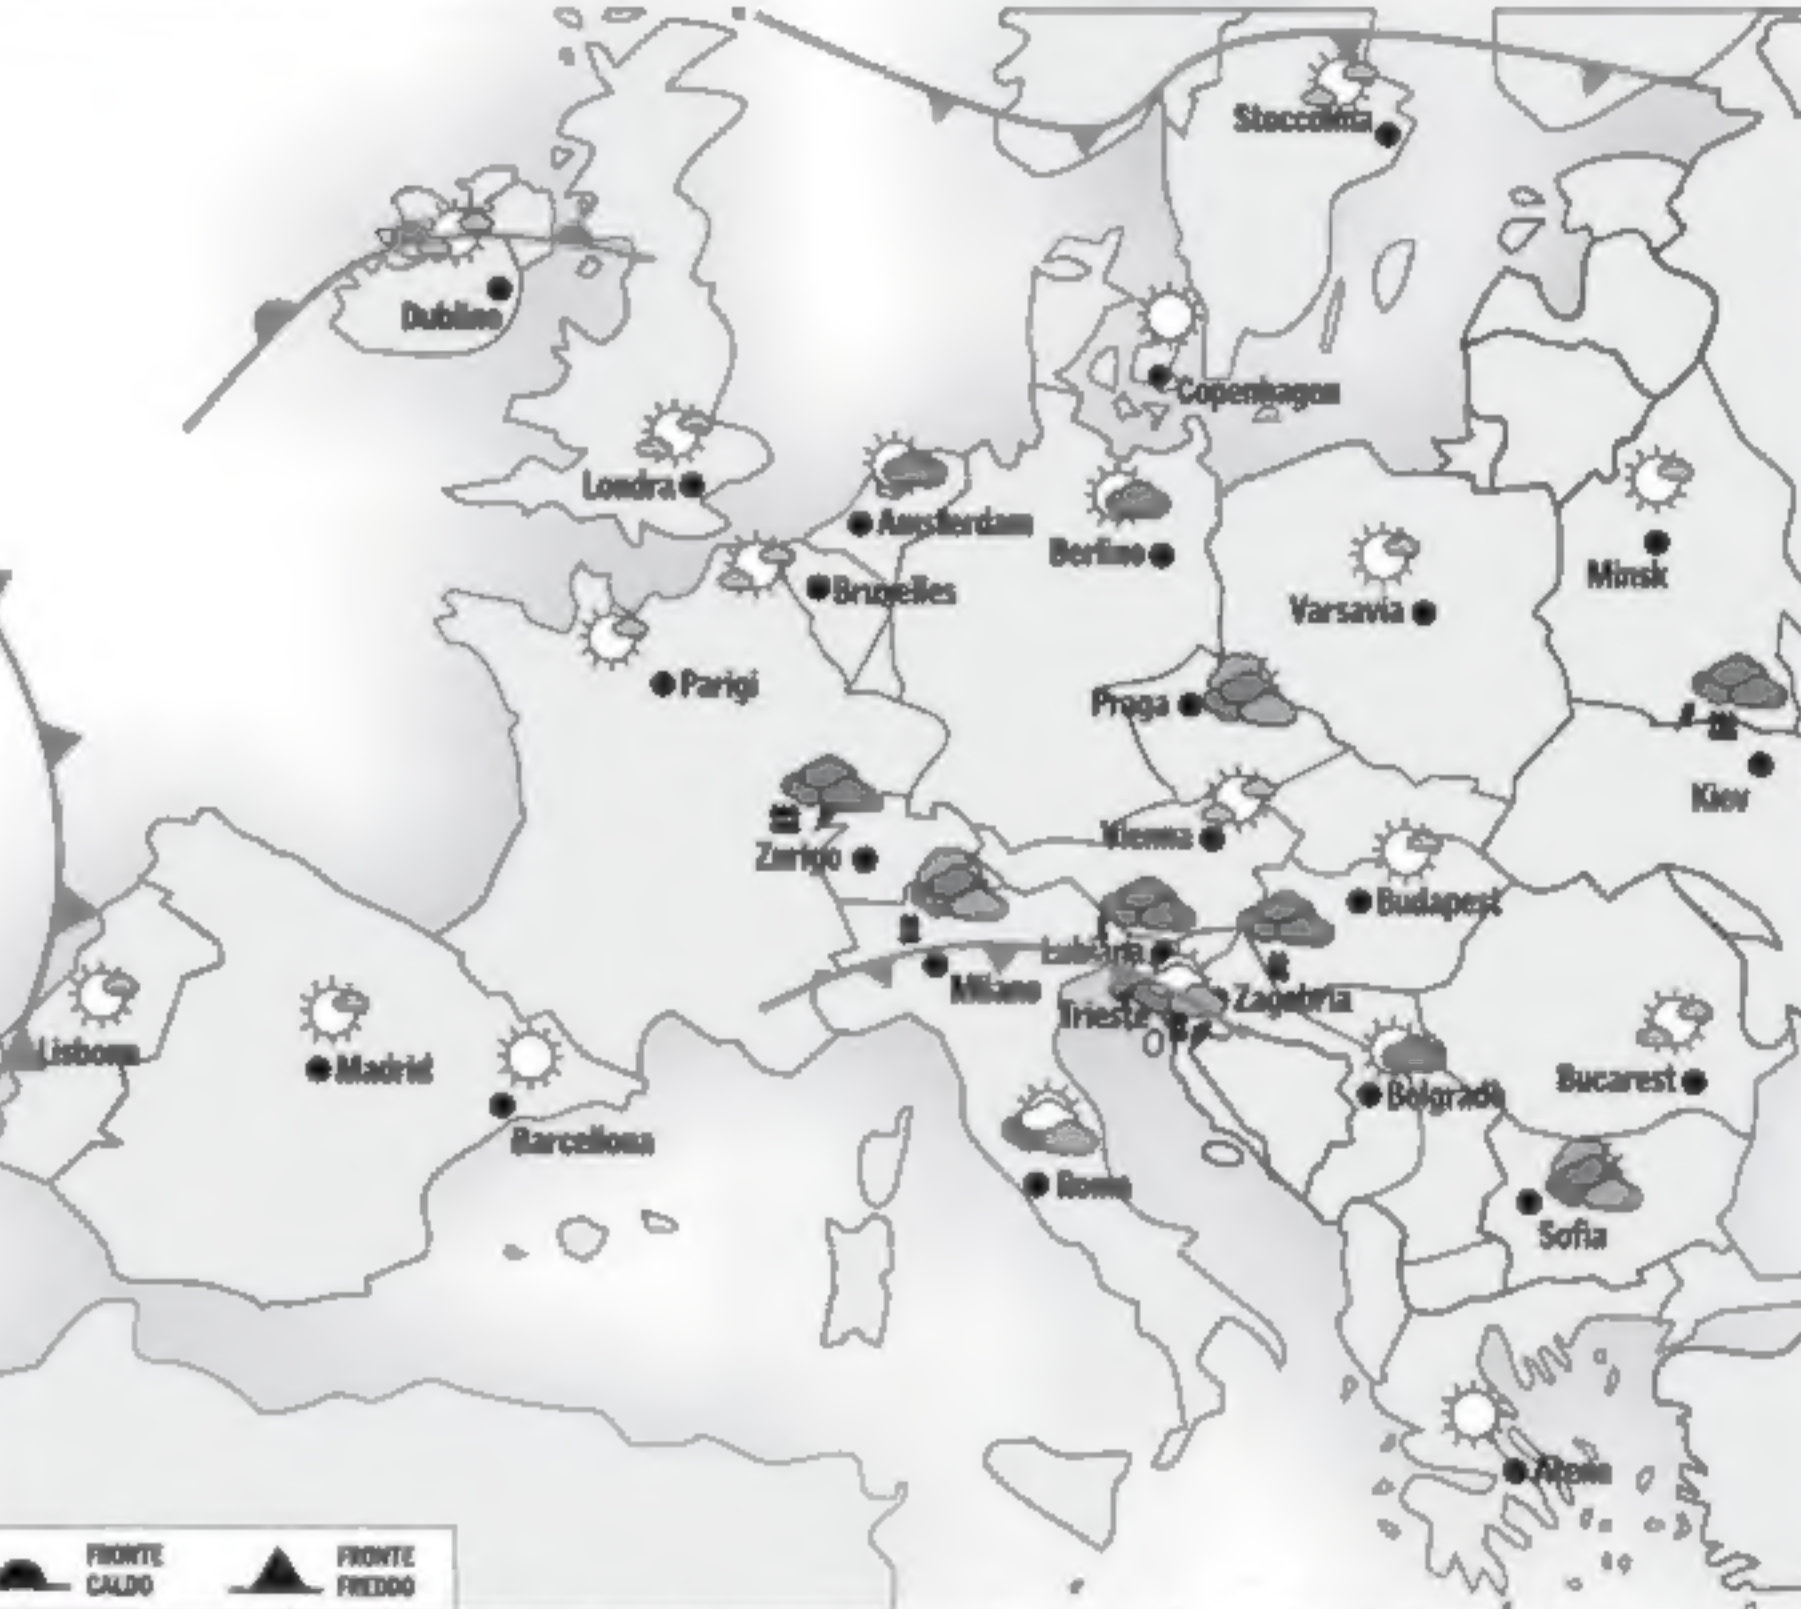 Stoccolma
Dublino
Copenhagen
Londra
Amsterdam
Berlino
Bruxelles
Minsk
Varsavia
Parigi
Praga
Kiev
Vienna
Zurigo
Budapest
Lubiana
Milano
Zagabria
Trieste
Lisbona
Madrid
Belgrado
Bucarest
Barcellona
Roma
Sofia
Atene
FRONTE
CALDO
FRONTE
FREDDO